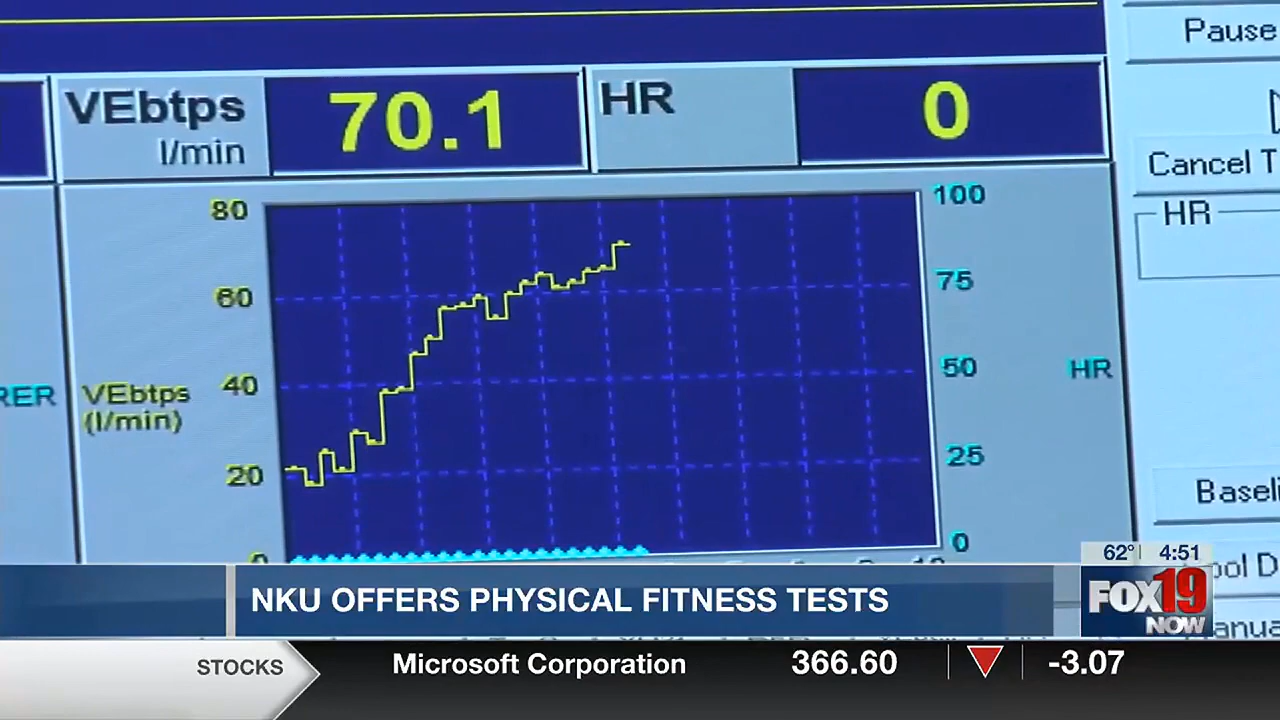 Pause
VEbtps
l/min
70.1
HR
0
Cancel T
HR
80
100
60
75
RER
VEbtps
(l/min)
40
50
HR
20
25
Baseli
0
0
62° 4:51
ool D
NKU OFFERS PHYSICAL FITNESS TESTS
FOX19
NOW
anua
STOCKS
Microsoft Corporation
366.60
-3.07